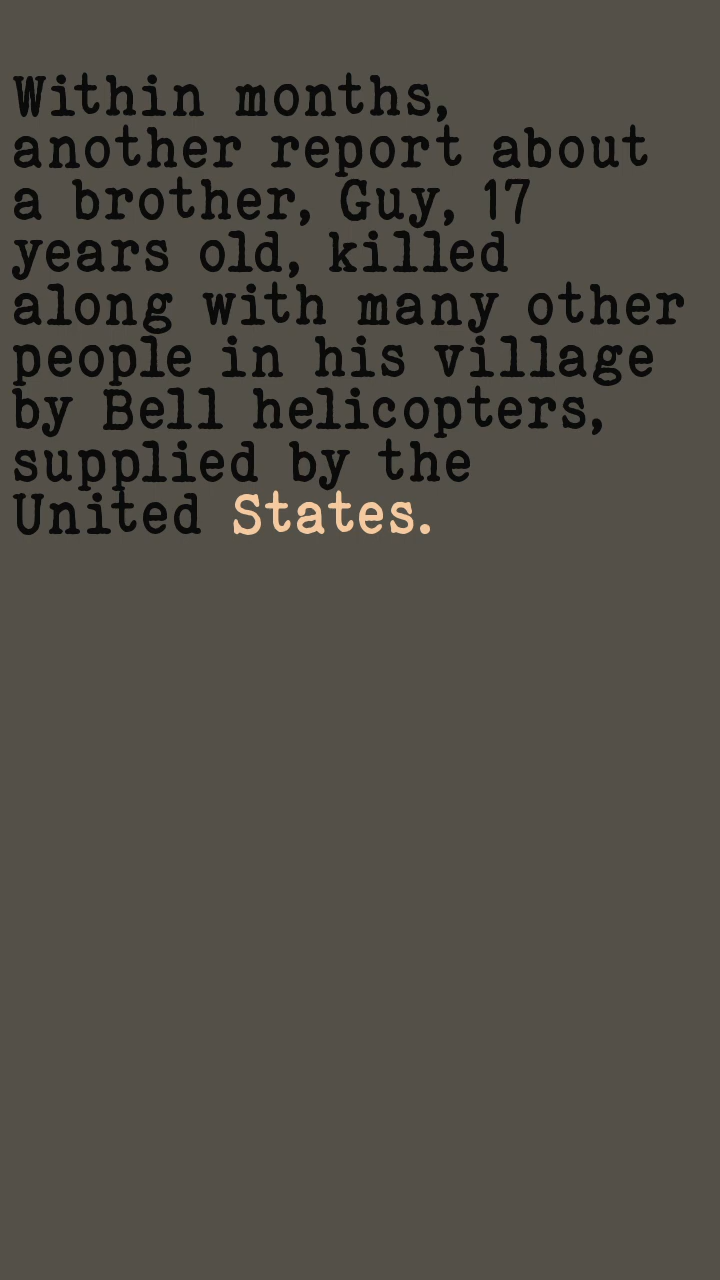 Within months,
another report about
a brother, Guy, 17
years old, killed
along with many other
people in his village
by Bell helicopters,
supplied by the
United States.